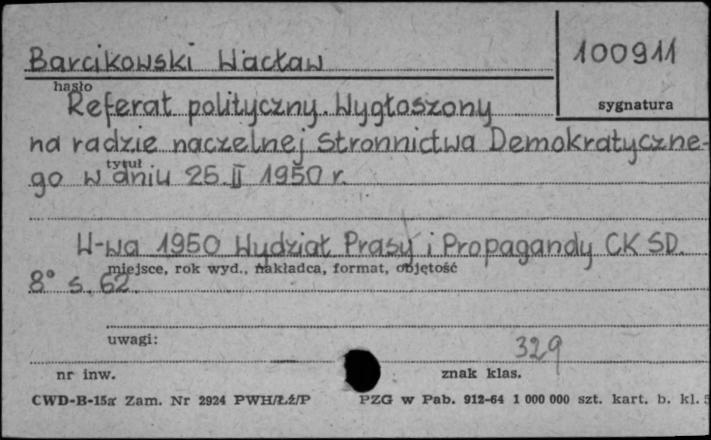 Barcikowski Wacław
100911
hasło
sygnatura
Referat polityczny. Wygłoszony
na radzie naczelnej Stronnictwa Demokratyczne-
tytuł
go w dniu 25.II 1950 r.
W-wa 1950 Wydział Prasy i Propagandy CK SD.
miejsce, rok wyd., nakładca, format, objętość
8° s. 62.
uwagi:
329
nr inw.
znak klas.
CWD-B-15a Zam. Nr 2924 PWH/Łź/P PZG w Pab. 912-64 1 000 000 szt. kart. b. kl. 5